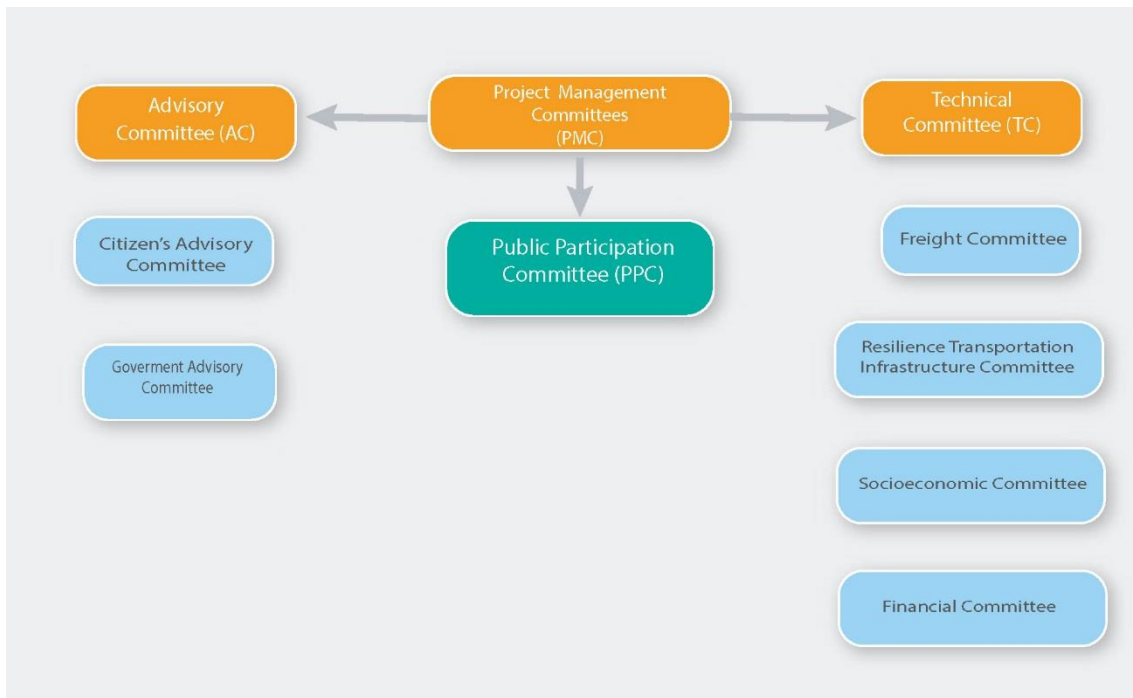 Advisory
Committee (AC)
Project Management
Committees
(PMC)
Technical
Committee (TC)
Citizen's Advisory
Committee
Public Participation
Committee (PPC)
Freight Committee
Goverment Advisory
Committee
Resilience Transportation
Infrastructure Committee
Socioeconomic Committee
Financial Committee